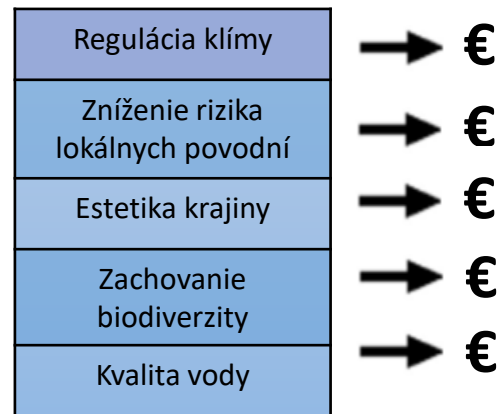 Regulácia klímy €
Zníženie rizika
lokálnych povodní €
Estetika krajiny €
Zachovanie
biodiverzity €
Kvalita vody €